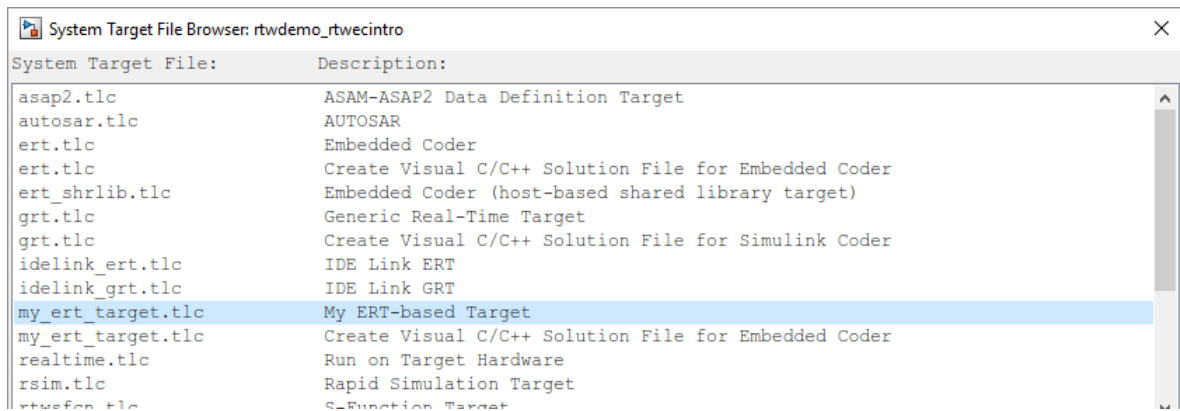 System Target File Browser: rtwdemo_rtwecintro
System Target File: Description:
asap2.tlc ASAM-ASAP2 Data Definition Target
autosar.tlc AUTOSAR
ert.tlc Embedded Coder
ert.tlc Create Visual C/C++ Solution File for Embedded Coder
ert_shrlib.tlc Embedded Coder (host-based shared library target)
grt.tlc Generic Real-Time Target
grt.tlc Create Visual C/C++ Solution File for Simulink Coder
idelink_ert.tlc IDE Link ERT
idelink_grt.tlc IDE Link GRT
my_ert_target.tlc My ERT-based Target
my_ert_target.tlc Create Visual C/C++ Solution File for Embedded Coder
realtime.tlc Run on Target Hardware
rsim.tlc Rapid Simulation Target
rtwsfcn.tlc S-Function Target